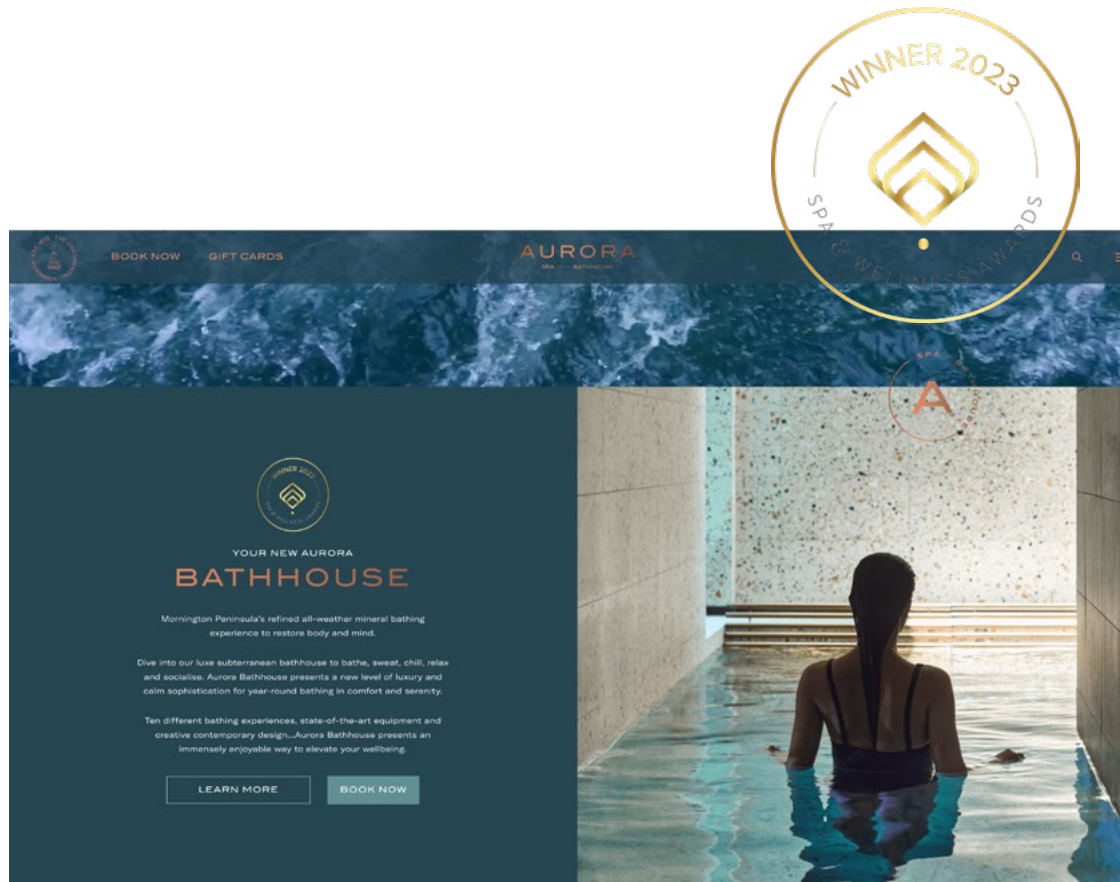 WINNER 2023
SPA & WELLNESS AWARDS
BOOK NOW
GIFT CARDS
AURORA
SPA — BATHHOUSE
SPA
BATHHOUSE
A
WINNER 2023
SPA & WELLNESS AWARDS
YOUR NEW AURORA
BATHHOUSE
Mornington Peninsula's refined all-weather mineral bathing
experience to restore body and mind.
Dive into our luxe subterranean bathhouse to bathe, sweat, chill, relax
and socialise. Aurora Bathhouse presents a new level of luxury and
calm sophistication for year-round bathing in comfort and serenity.
Ten different bathing experiences, state-of-the-art equipment and
creative contemporary design...Aurora Bathhouse presents an
immensely enjoyable way to elevate your wellbeing.
LEARN MORE
BOOK NOW